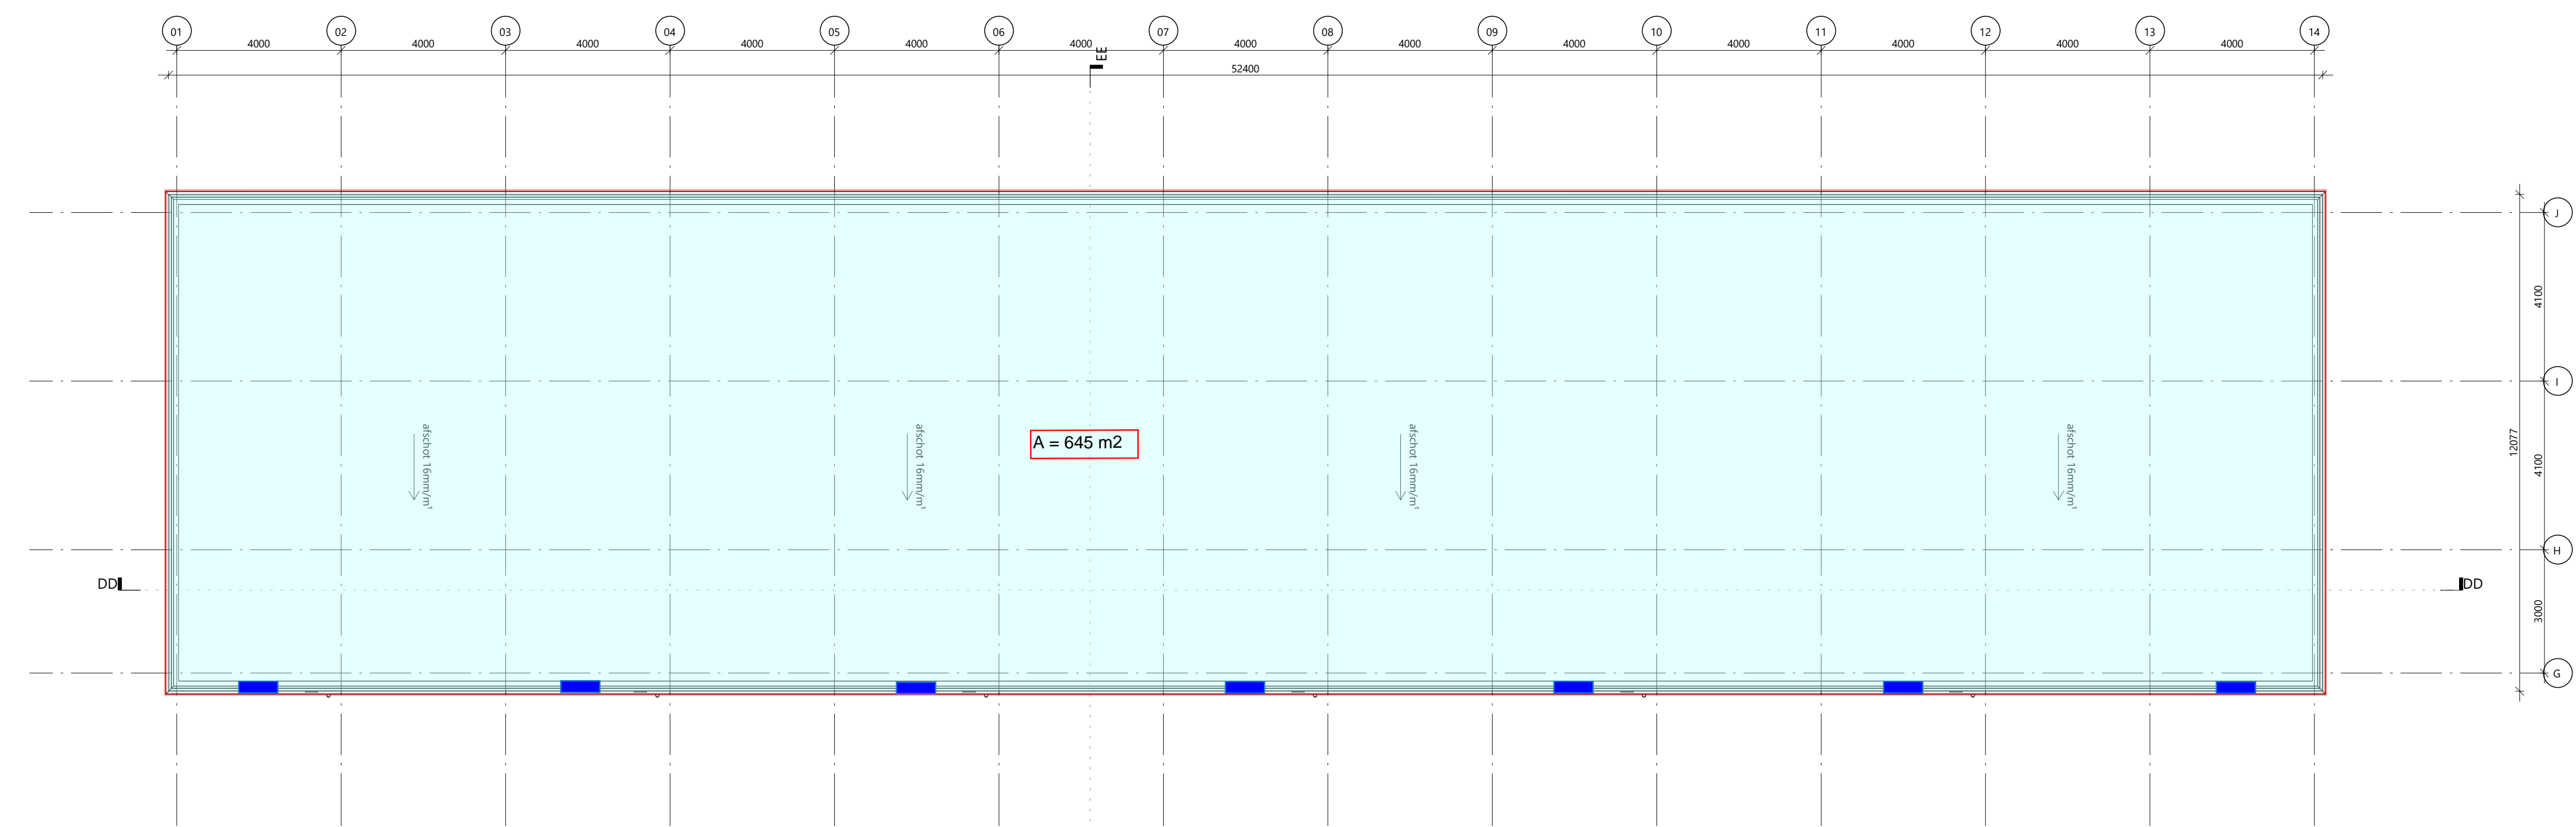 01 02 03 04 05 06 07 08 09 10 11 12 13 14
4000 4000 4000 4000 4000 4000 4000 4000 4000 4000 4000 4000 4000
EE
52400
J
4100
I
afschot 16mm/m¹ afschot 16mm/m¹ afschot 16mm/m¹ afschot 16mm/m¹
A = 645 m2
12077
4100
H
DD DD
3000
G